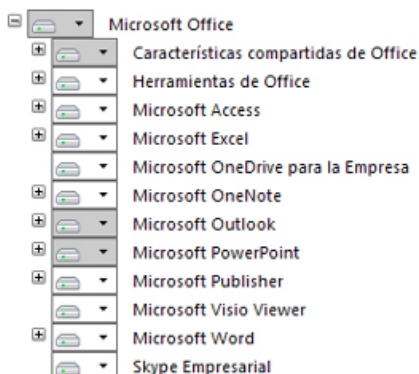 Microsoft Office
Características compartidas de Office
Herramientas de Office
Microsoft Access
Microsoft Excel
Microsoft OneDrive para la Empresa
Microsoft OneNote
Microsoft Outlook
Microsoft PowerPoint
Microsoft Publisher
Microsoft Visio Viewer
Microsoft Word
Skype Empresarial